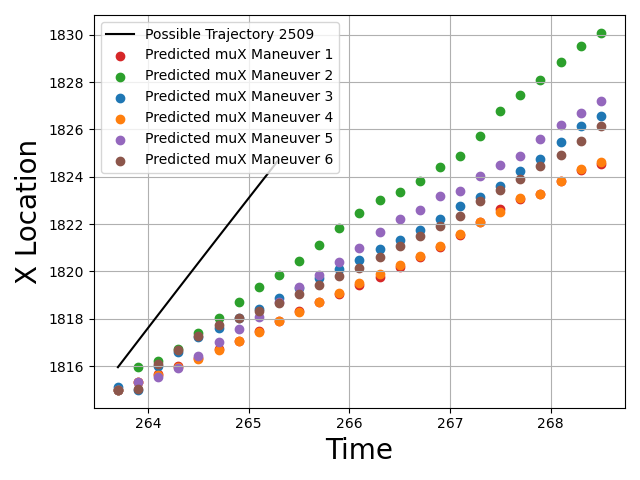 1830
1828
1826
1824
1822
1820
1818
1816
X Location
Possible Trajectory 2509
Predicted muX Maneuver 1
Predicted muX Maneuver 2
Predicted muX Maneuver 3
Predicted muX Maneuver 4
Predicted muX Maneuver 5
Predicted muX Maneuver 6
264 265 266 267 268
Time